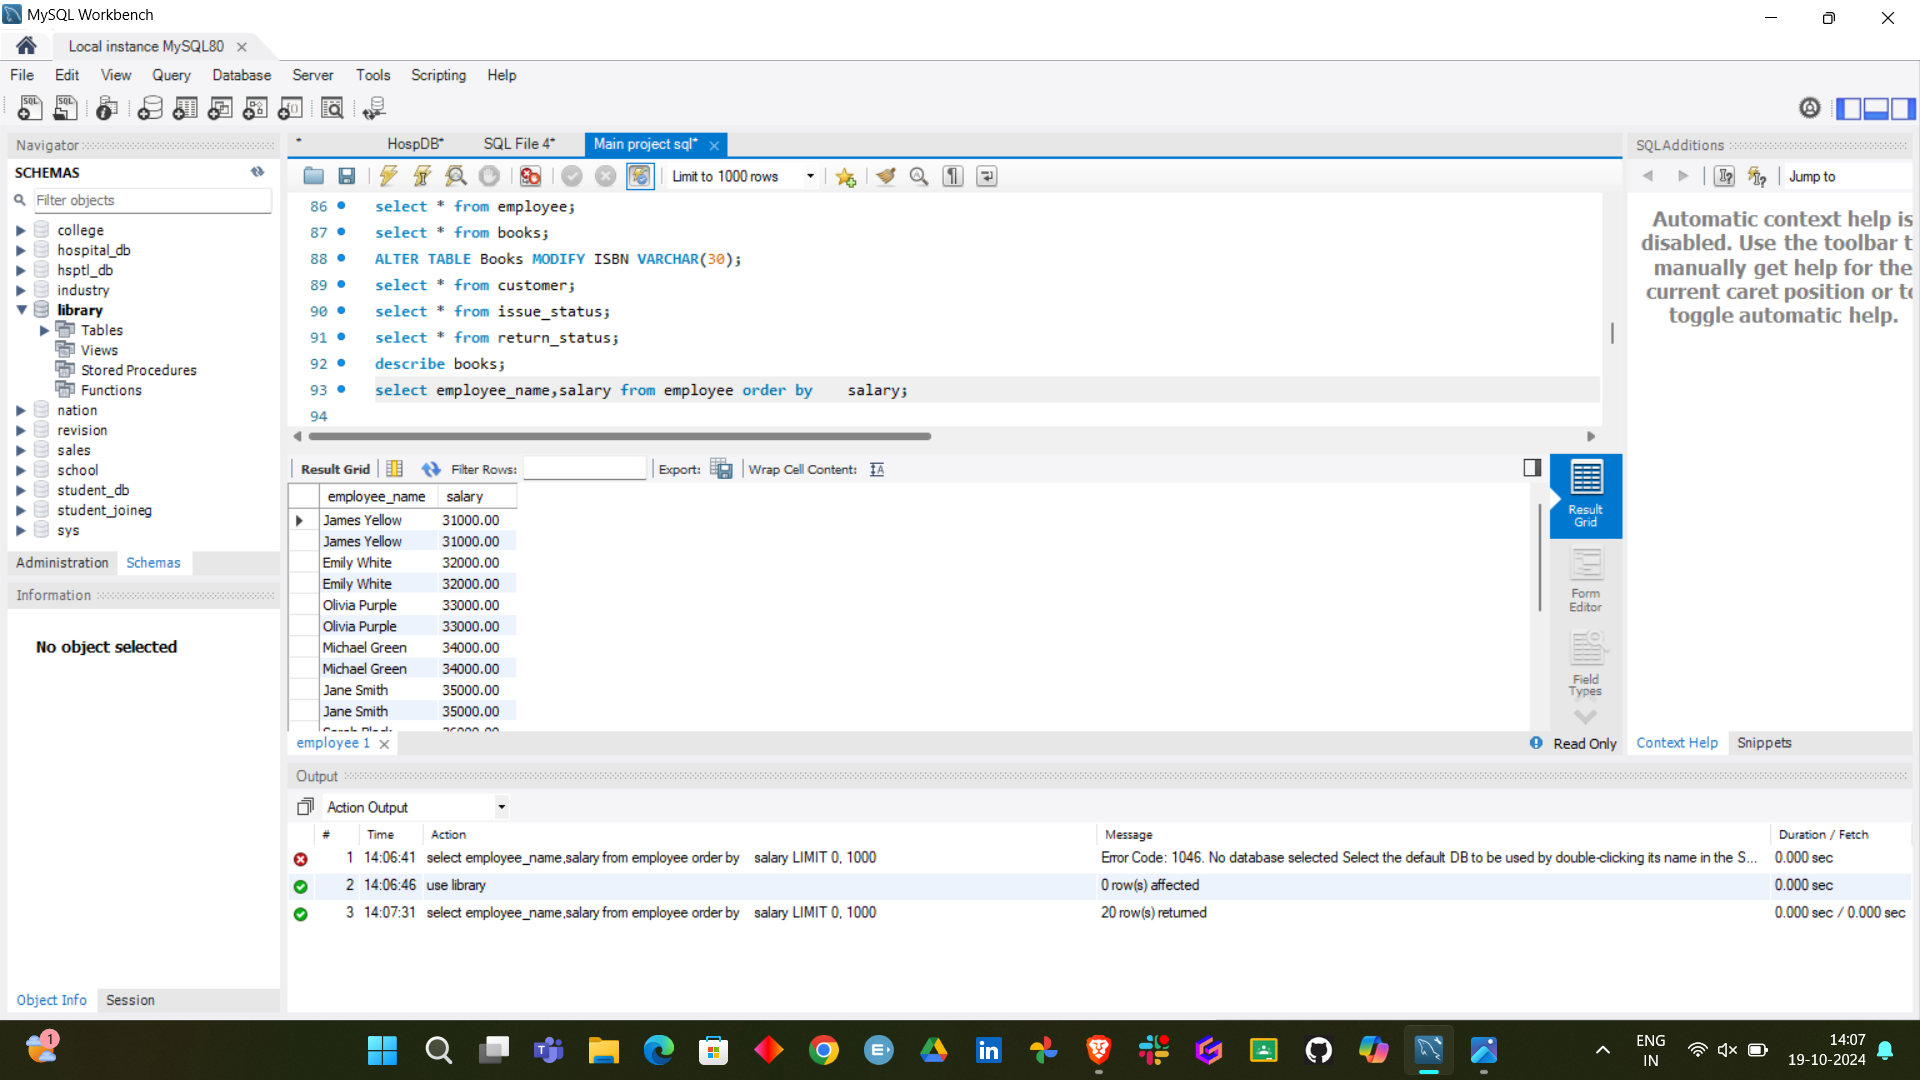 MySQL Workbench
Local instance MySQL80
File Edit View Query Database Server Tools Scripting Help
Navigator
SCHEMAS
Filter objects
college
hospital_db
hsptl_db
industry
library
Tables
Views
Stored Procedures
Functions
nation
revision
sales
school
student_db
student_joineg
sys
Administration Schemas
Information
No object selected
Object Info Session
* HospDB* SQL File 4* Main project sql*
Limit to 1000 rows
86 select * from employee;
87 select * from books;
88 ALTER TABLE Books MODIFY ISBN VARCHAR(30);
89 select * from customer;
90 select * from issue_status;
91 select * from return_status;
92 describe books;
93 select employee_name,salary from employee order by    salary;
94
Result Grid Filter Rows: Export: Wrap Cell Content:
employee_name salary
James Yellow 31000.00
James Yellow 31000.00
Emily White 32000.00
Emily White 32000.00
Olivia Purple 33000.00
Olivia Purple 33000.00
Michael Green 34000.00
Michael Green 34000.00
Jane Smith 35000.00
Jane Smith 35000.00
Result Grid
Form Editor
Field Types
employee 1
Read Only
SQLAdditions
Jump to
Automatic context help is
disabled. Use the toolbar t
manually get help for the
current caret position or to
toggle automatic help.
Context Help Snippets
Output
Action Output
# Time Action Message Duration / Fetch
1 14:06:41 select employee_name,salary from employee order by    salary LIMIT 0, 1000 Error Code: 1046. No database selected Select the default DB to be used by double-clicking its name in the S... 0.000 sec
2 14:06:46 use library 0 row(s) affected 0.000 sec
3 14:07:31 select employee_name,salary from employee order by    salary LIMIT 0, 1000 20 row(s) returned 0.000 sec / 0.000 sec
1
ENG
IN
14:07
19-10-2024